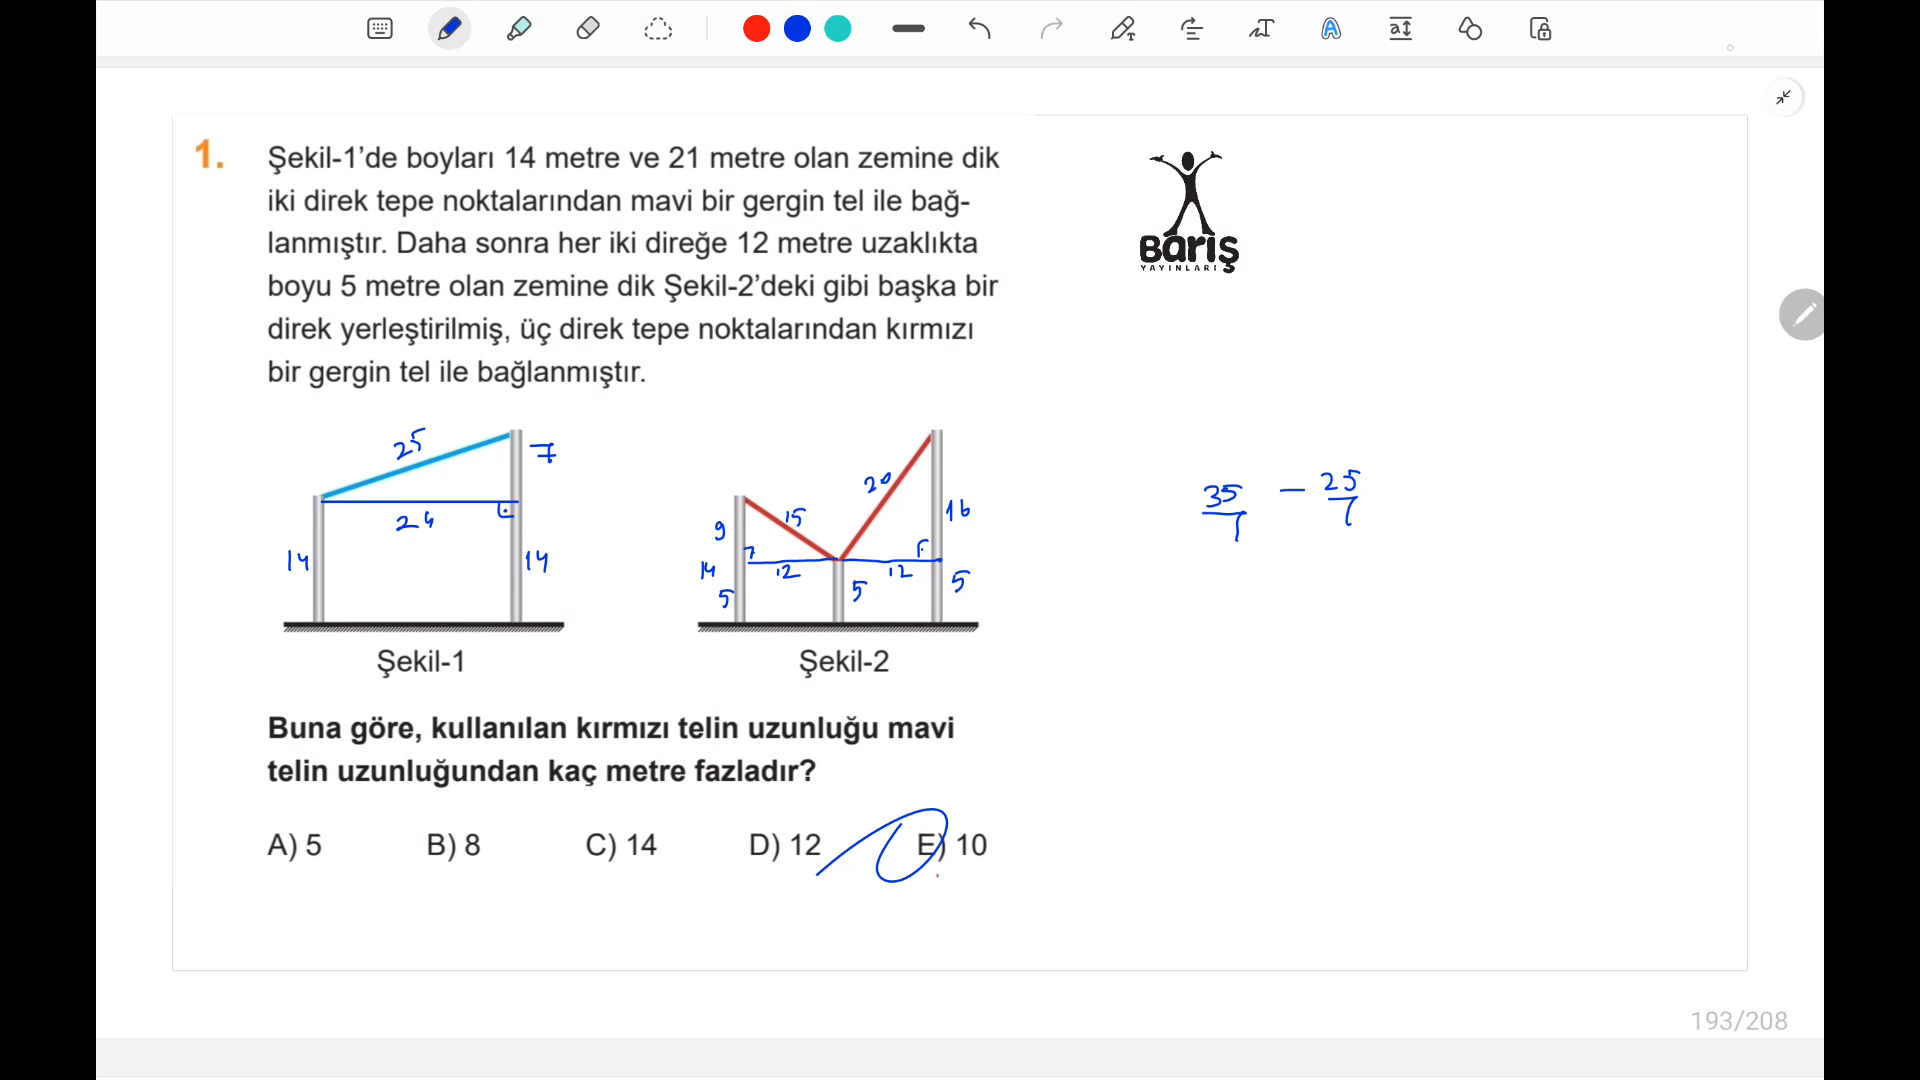 1. Şekil-1’de boyları 14 metre ve 21 metre olan zemine dik
iki direk tepe noktalarından mavi bir gergin tel ile bağ-
lanmıştır. Daha sonra her iki direğe 12 metre uzaklıkta
boyu 5 metre olan zemine dik Şekil-2’deki gibi başka bir
direk yerleştirilmiş, üç direk tepe noktalarından kırmızı
bir gergin tel ile bağlanmıştır.
Barış
YAYINLARI
25
7
24
14
14
9
15
20
16
14
12
12
5
5
5
35 - 25
Şekil-1
Şekil-2
Buna göre, kullanılan kırmızı telin uzunluğu mavi
telin uzunluğundan kaç metre fazladır?
A) 5 B) 8 C) 14 D) 12 E) 10
193/208